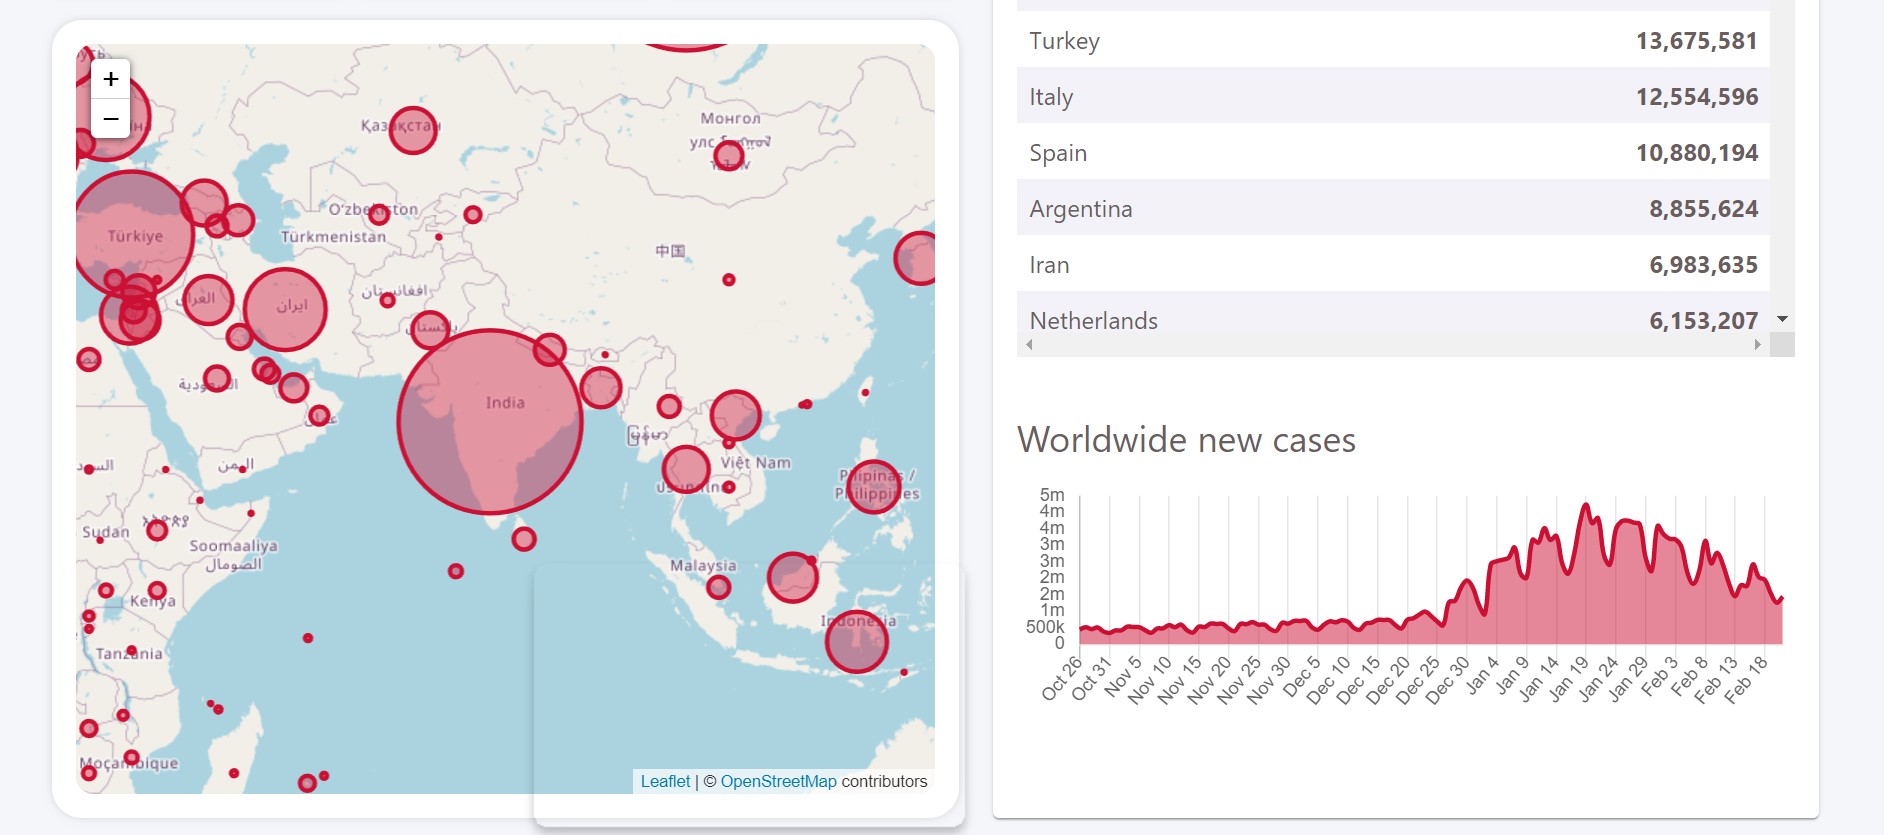 +
−
Қазақстан
Монгол
улс
Türkiye
Oʻzbekiston
Türkmenistan
中国
افغانستان
العراق
ایران
پاکستان
السعودية
عمان
India
မြန်မာ
Việt Nam
Pilipinas /
Philippines
اليمن
Sudan
Soomaaliya
الصومال
Malaysia
Kenya
Indonesia
Tanzania
Moçambique
Leaflet | © OpenStreetMap contributors
Turkey 13,675,581
Italy 12,554,596
Spain 10,880,194
Argentina 8,855,624
Iran 6,983,635
Netherlands 6,153,207
Worldwide new cases
5m
4m
4m
3m
3m
2m
2m
1m
500k
0
Oct 26
Oct 31
Nov 5
Nov 10
Nov 15
Nov 20
Nov 25
Nov 30
Dec 5
Dec 10
Dec 15
Dec 20
Dec 25
Dec 30
Jan 4
Jan 9
Jan 14
Jan 19
Jan 24
Jan 29
Feb 3
Feb 8
Feb 13
Feb 18